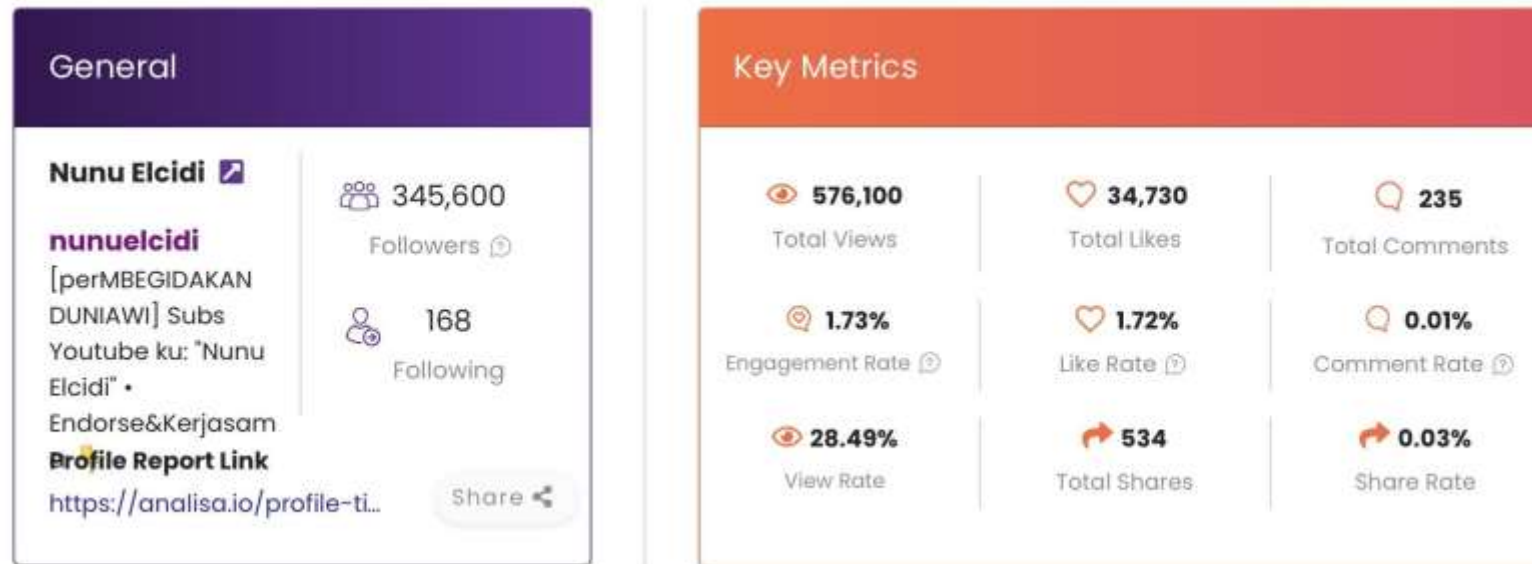 General
Nunu Elcidi
nunuelcidi
[perMBEGIDAKAN
DUNIAWI] Subs
Youtube ku: "Nunu
Elcidi" •
Endorse&Kerjasam
Profile Report Link
https://analisa.io/profile-ti...
Share
345,600
Followers
168
Following
Key Metrics
576,100
Total Views
34,730
Total Likes
235
Total Comments
1.73%
Engagement Rate
1.72%
Like Rate
0.01%
Comment Rate
28.49%
View Rate
534
Total Shares
0.03%
Share Rate